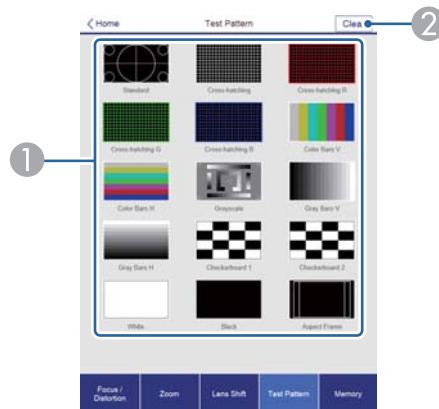 Home
Test Pattern
Clea
2
1
Standard
Cross-hatching
Cross-hatching R
Cross-hatching G
Cross-hatching B
Color Bars V
Color Bars H
Grayscale
Gray Bars V
Gray Bars H
Checkerboard 1
Checkerboard 2
White
Black
Aspect Frame
Focus /
Distortion
Zoom
Lens Shift
Test Pattern
Memory